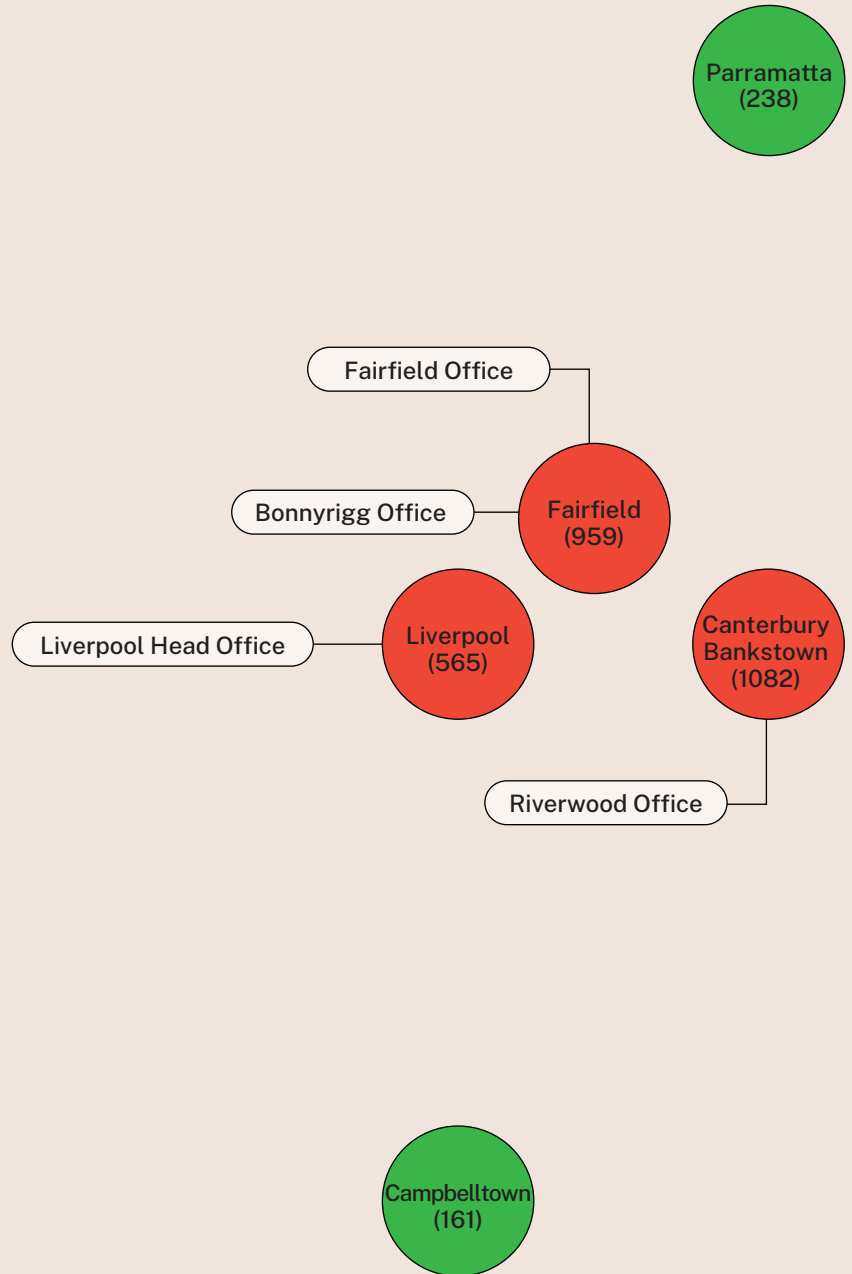 Parramatta
(238)
Fairfield Office
Bonnyrigg Office
Fairfield
(959)
Liverpool Head Office
Liverpool
(565)
Canterbury
Bankstown
(1082)
Riverwood Office
Campbelltown
(161)